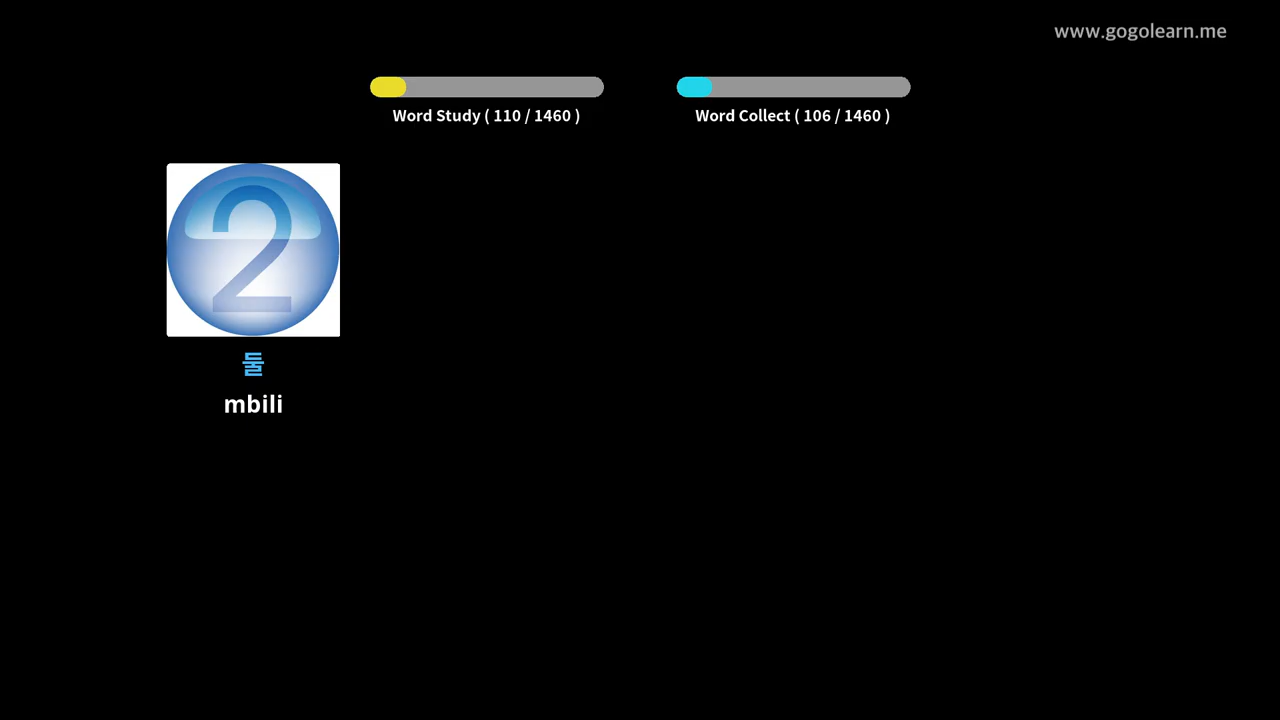 www.gogolearn.me
Word Study ( 110 / 1460 )
Word Collect ( 106 / 1460 )
2
둘
mbili